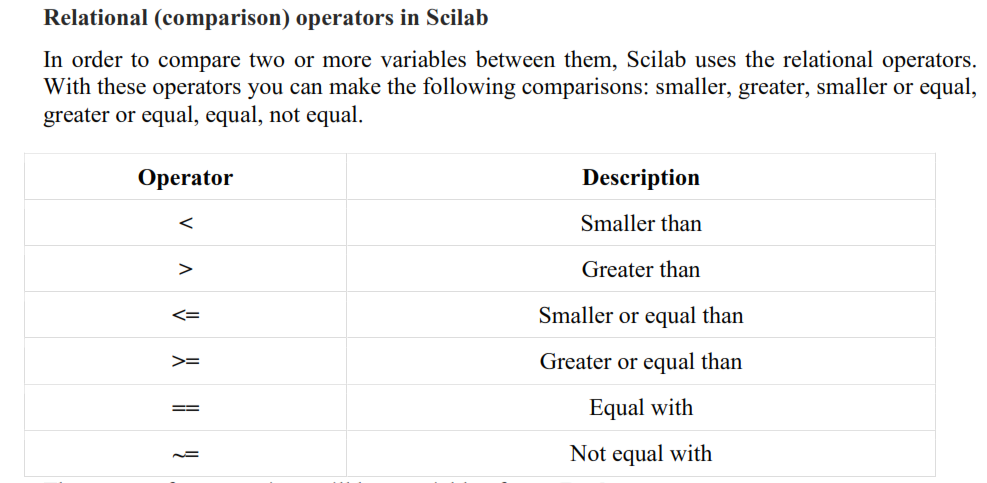 Relational (comparison) operators in Scilab
In order to compare two or more variables between them, Scilab uses the relational operators.
With these operators you can make the following comparisons: smaller, greater, smaller or equal,
greater or equal, equal, not equal.
Operator Description
< Smaller than
> Greater than
<= Smaller or equal than
>= Greater or equal than
== Equal with
~= Not equal with